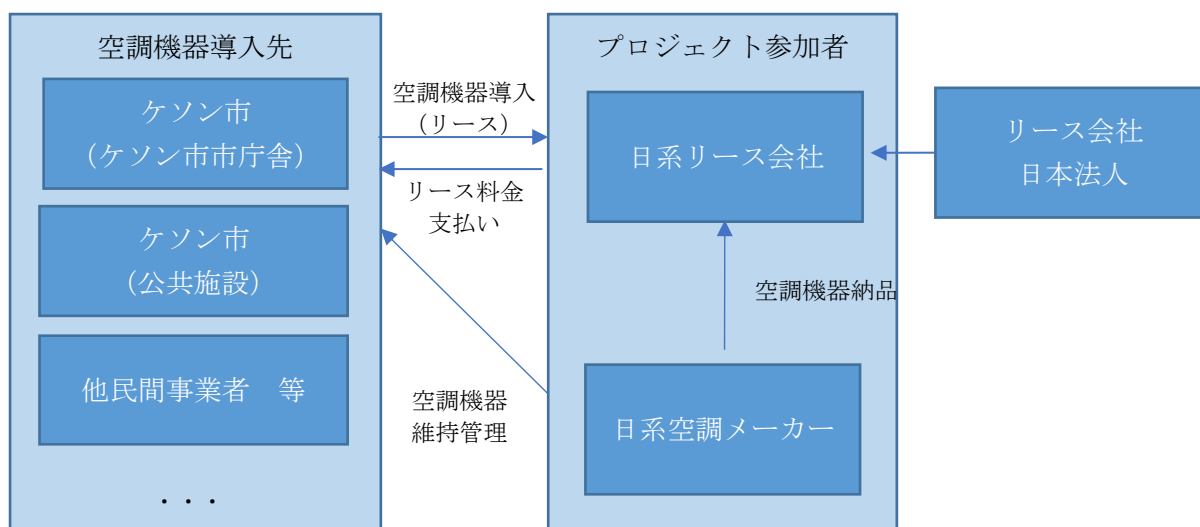 空調機器導入先
ケソン市
（ケソン市市庁舎）
ケソン市
（公共施設）
他民間事業者　等
・・・
空調機器導入
（リース）
リース料金
支払い
空調機器
維持管理
プロジェクト参加者
日系リース会社
空調機器納品
日系空調メーカー
リース会社
日本法人